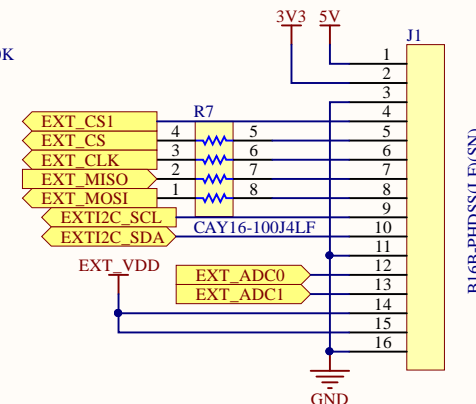 3V3 5V
J1
0K
1
2
3
R7
EXT_CS1 4
EXT_CS 4 5 5
EXT_CLK 3 6 6
EXT_MISO 2 7 7
EXT_MOSI 1 8 8
EXTI2C_SCL 9
CAY16-100J4LF
EXTI2C_SDA 10
11
EXT_VDD
EXT_ADC0 12
EXT_ADC1 13
14
15
16
GND
B16B-PHDSS(LF)(SN)